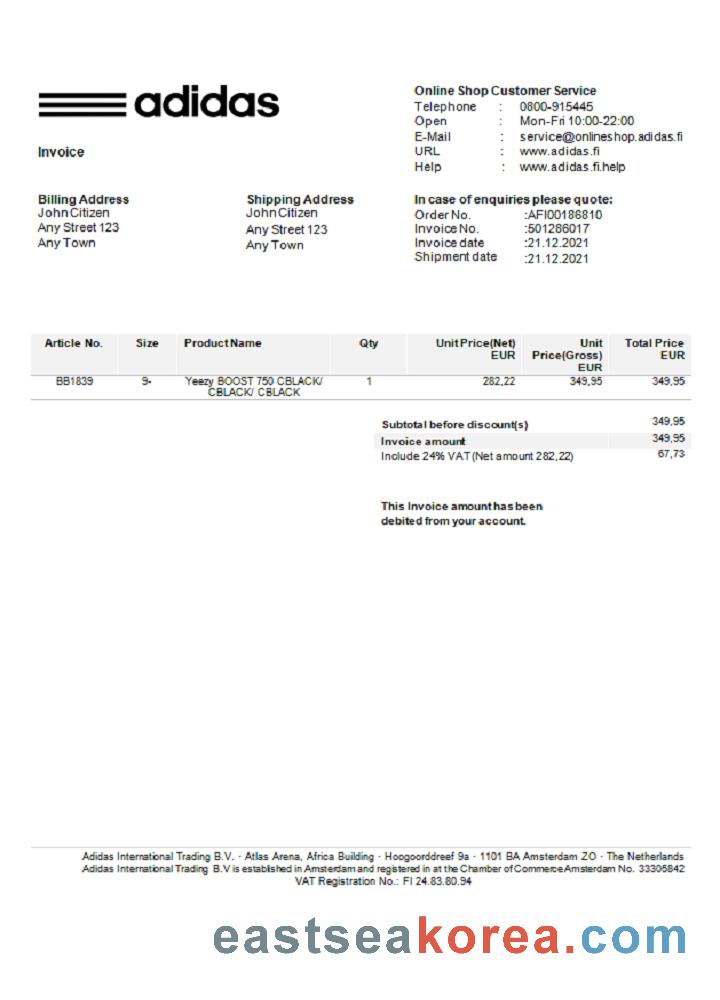 adidas
Invoice
Online Shop Customer Service
Telephone : 0800-915445
Open : Mon-Fri 10:00-22:00
E-Mail : service@onlineshop.adidas.fi
URL : www.adidas.fi
Help : www.adidas.fi.help
Billing Address
John Citizen
Any Street 123
Any Town
Shipping Address
John Citizen
Any Street 123
Any Town
In case of enquiries please quote:
Order No. :AFI00186810
Invoice No. :501286017
Invoice date :21.12.2021
Shipment date :21.12.2021
Article No. Size Product Name Qty Unit Price(Net) EUR Unit Price(Gross) EUR Total Price EUR
BB1839 9- Yeezy BOOST 750 CBLACK/ 1 282,22 349,95 349,95
CBLACK/ CBLACK
Subtotal before discount(s) 349,95
Invoice amount 349,95
Include 24% VAT (Net amount 282,22) 67,73
This Invoice amount has been
debited from your account.
Adidas International Trading B.V. · Atlas Arena, Africa Building · Hoogoorddreef 9a · 1101 BA Amsterdam ZO · The Netherlands
Adidas International Trading B.V is established in Amsterdam and registered in at the Chamber of Commerce Amsterdam No. 33305842
VAT Registration No.: FI 24.83.80.94
eastseakorea.com